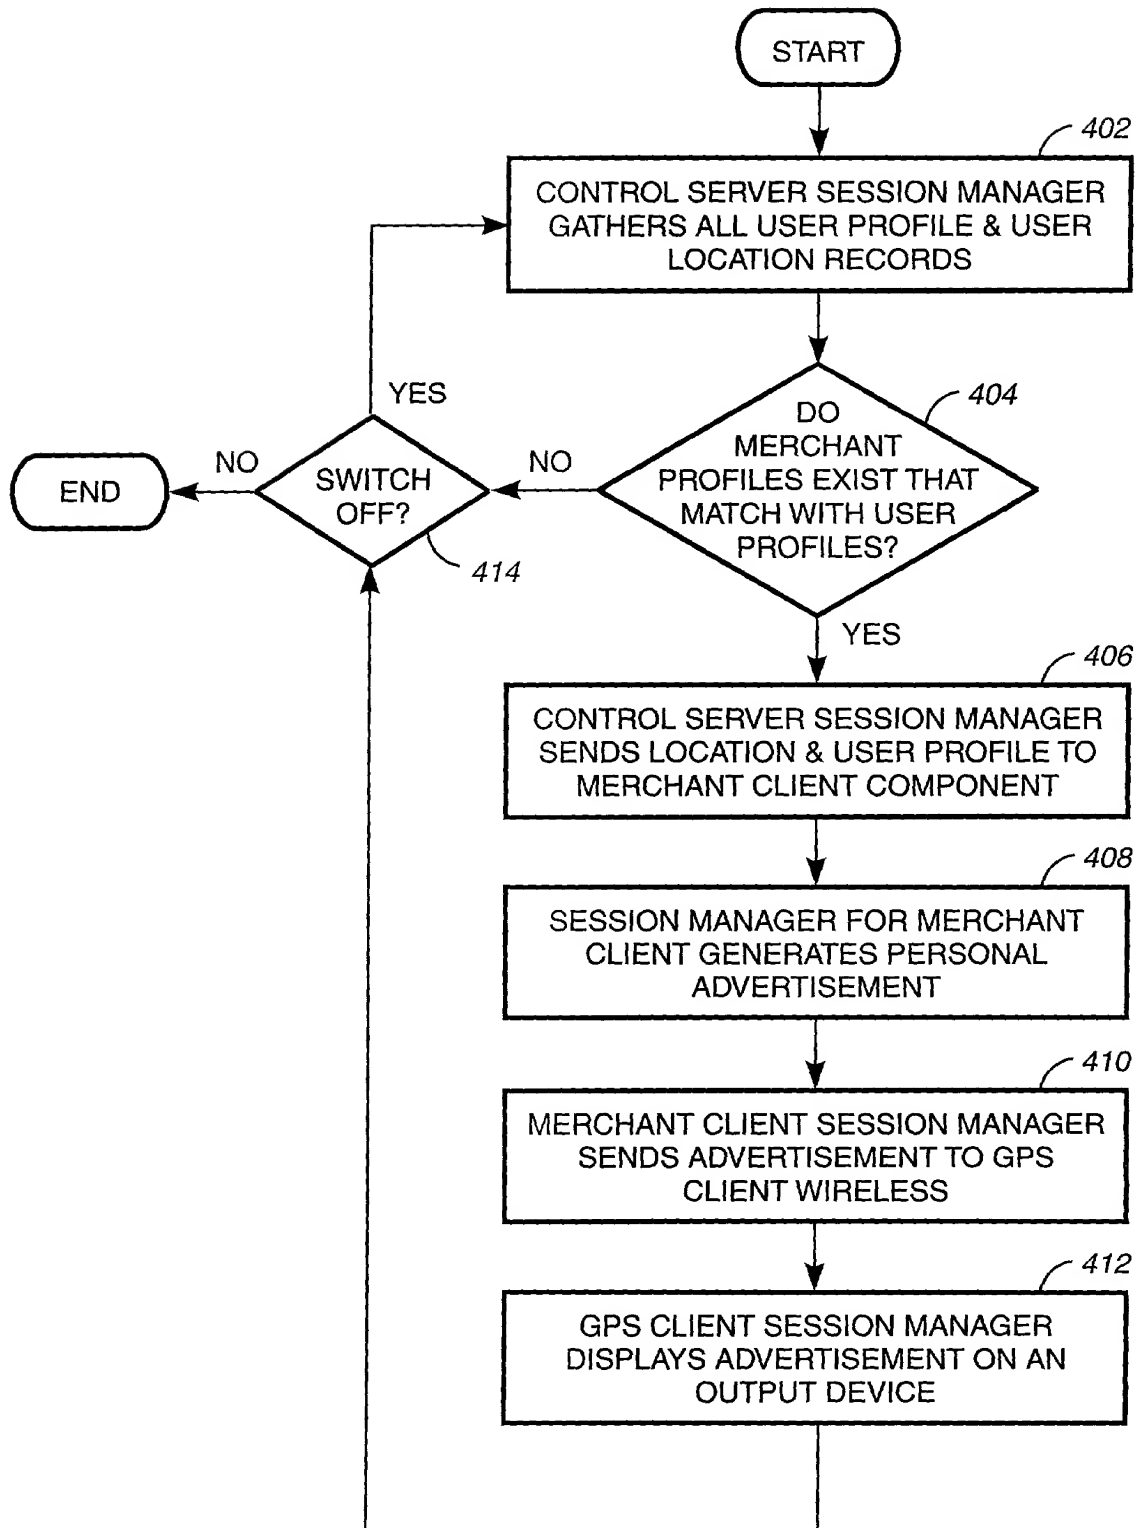 START
402
CONTROL SERVER SESSION MANAGER
GATHERS ALL USER PROFILE & USER
LOCATION RECORDS
YES
404
DO
MERCHANT
PROFILES EXIST THAT
MATCH WITH USER
PROFILES?
NO
SWITCH
OFF?
414
NO
END
YES
406
CONTROL SERVER SESSION MANAGER
SENDS LOCATION & USER PROFILE TO
MERCHANT CLIENT COMPONENT
408
SESSION MANAGER FOR MERCHANT
CLIENT GENERATES PERSONAL
ADVERTISEMENT
410
MERCHANT CLIENT SESSION MANAGER
SENDS ADVERTISEMENT TO GPS
CLIENT WIRELESS
412
GPS CLIENT SESSION MANAGER
DISPLAYS ADVERTISEMENT ON AN
OUTPUT DEVICE